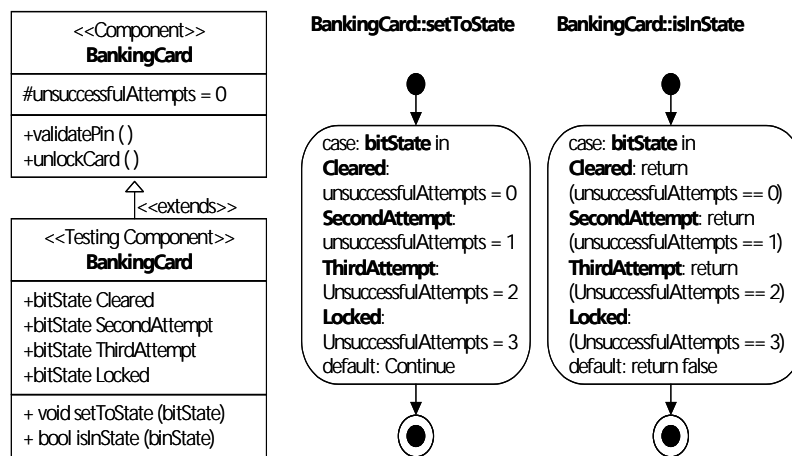 <<Component>>
BankingCard
#unsuccessfulAttempts = 0
+validatePin ( )
+unlockCard ( )
<<extends>>
<<Testing Component>>
BankingCard
+bitState Cleared
+bitState SecondAttempt
+bitState ThirdAttempt
+bitState Locked
+ void setToState (bitState)
+ bool isInState (binState)
BankingCard::setToState
case: bitState in
Cleared:
unsuccessfulAttempts = 0
SecondAttempt:
unsuccessfulAttempts = 1
ThirdAttempt:
UnsuccessfulAttempts = 2
Locked:
UnsuccessfulAttempts = 3
default: Continue
BankingCard::isInState
case: bitState in
Cleared: return
(unsuccessfulAttempts == 0)
SecondAttempt: return
(unsuccessfulAttempts == 1)
ThirdAttempt: return
(UnsuccessfulAttempts == 2)
Locked:
(UnsuccessfulAttempts == 3)
default: return false